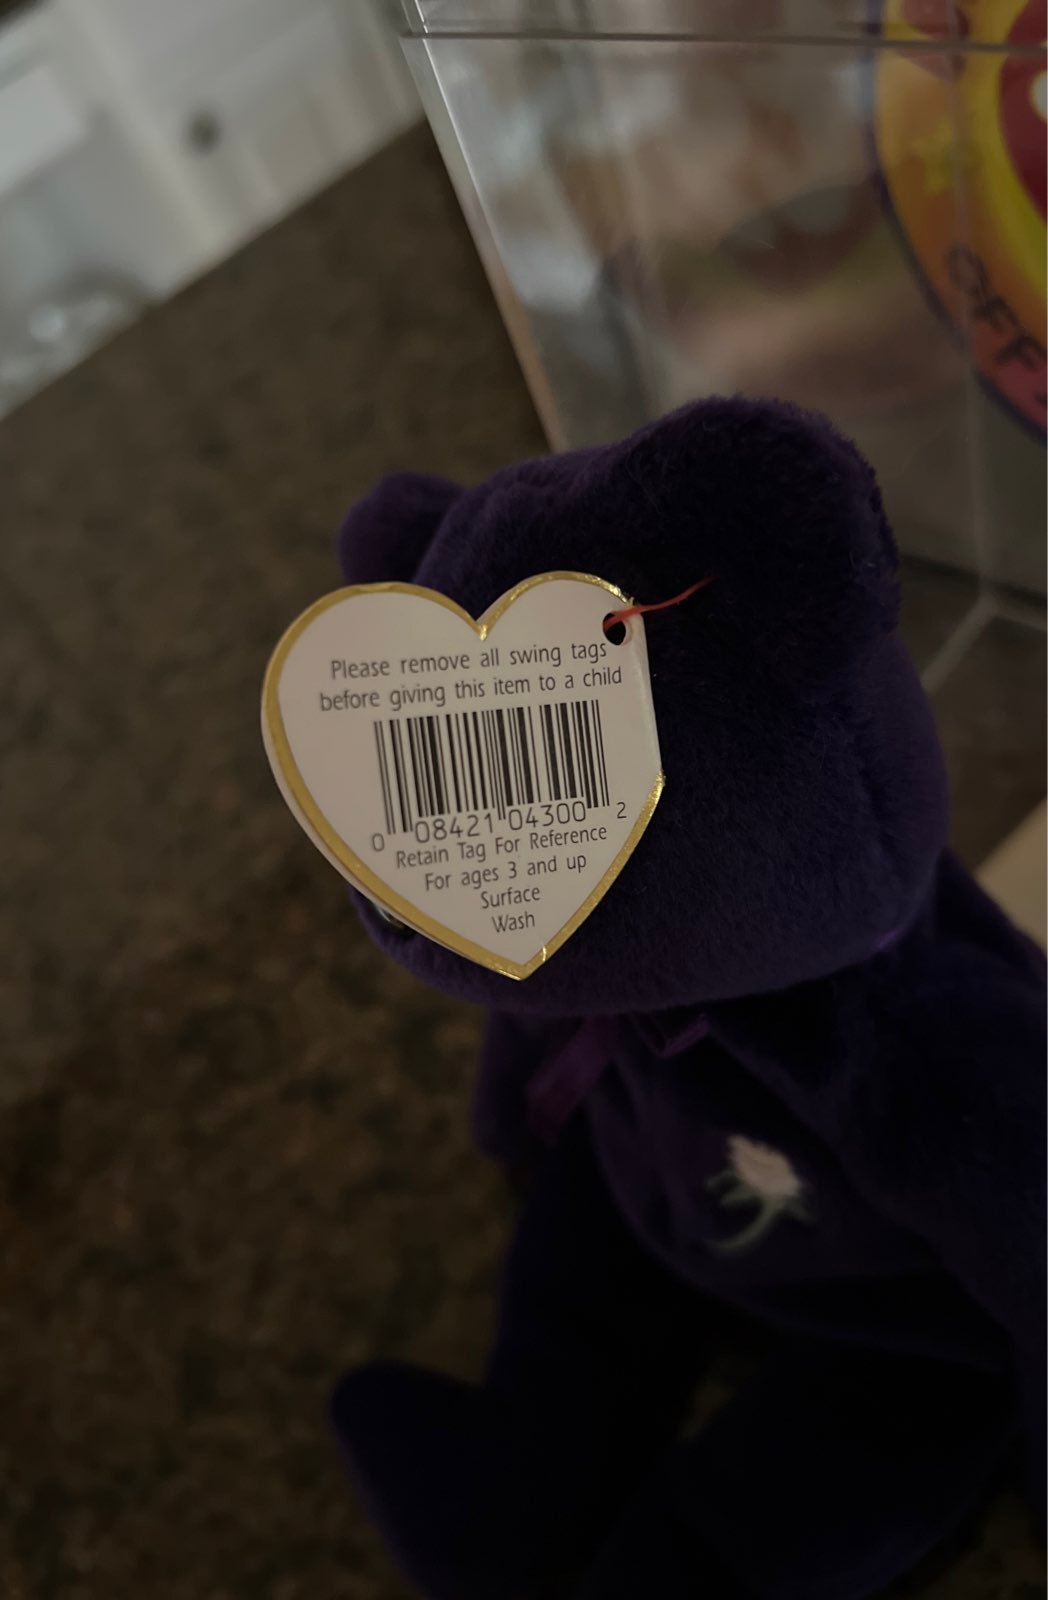 Please remove all swing tags
before giving this item to a child
0 08421 04300 2
Retain Tag For Reference
For ages 3 and up
Surface
Wash